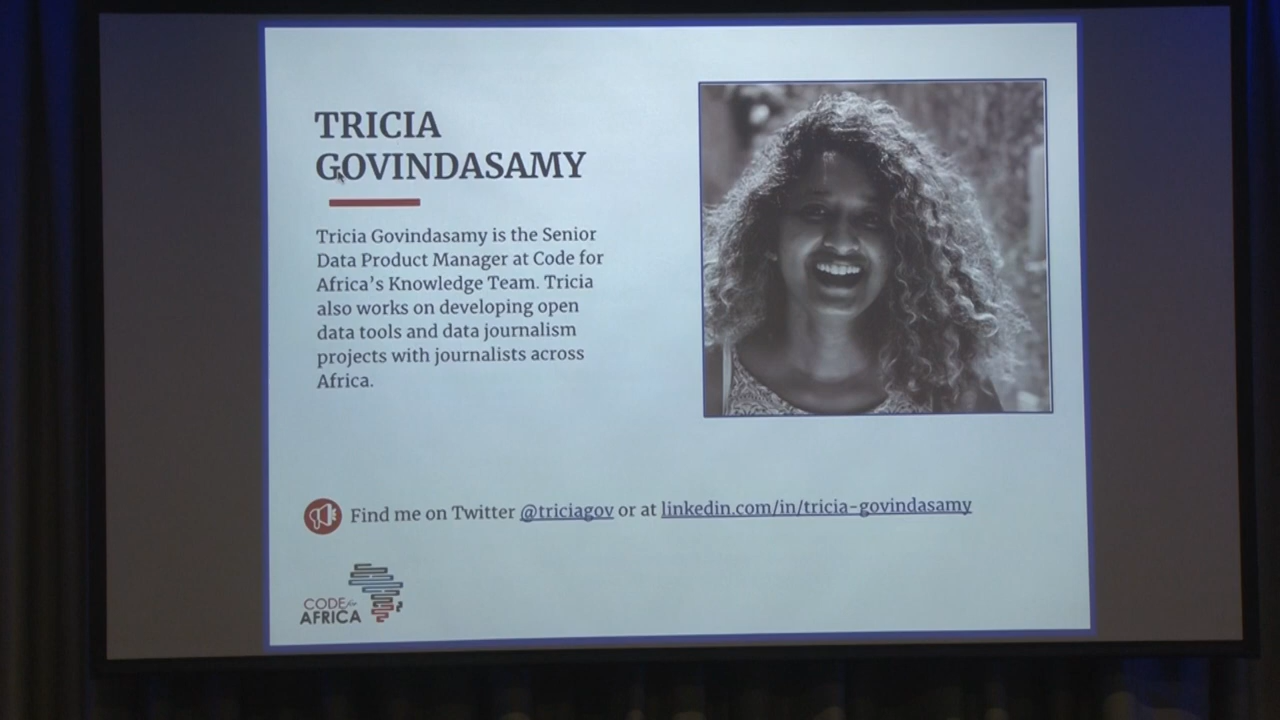 TRICIA
GOVINDASAMY
Tricia Govindasamy is the Senior
Data Product Manager at Code for
Africa's Knowledge Team. Tricia
also works on developing open
data tools and data journalism
projects with journalists across
Africa.
Find me on Twitter @triciagov or at linkedin.com/in/tricia-govindasamy
CODE for
AFRICA